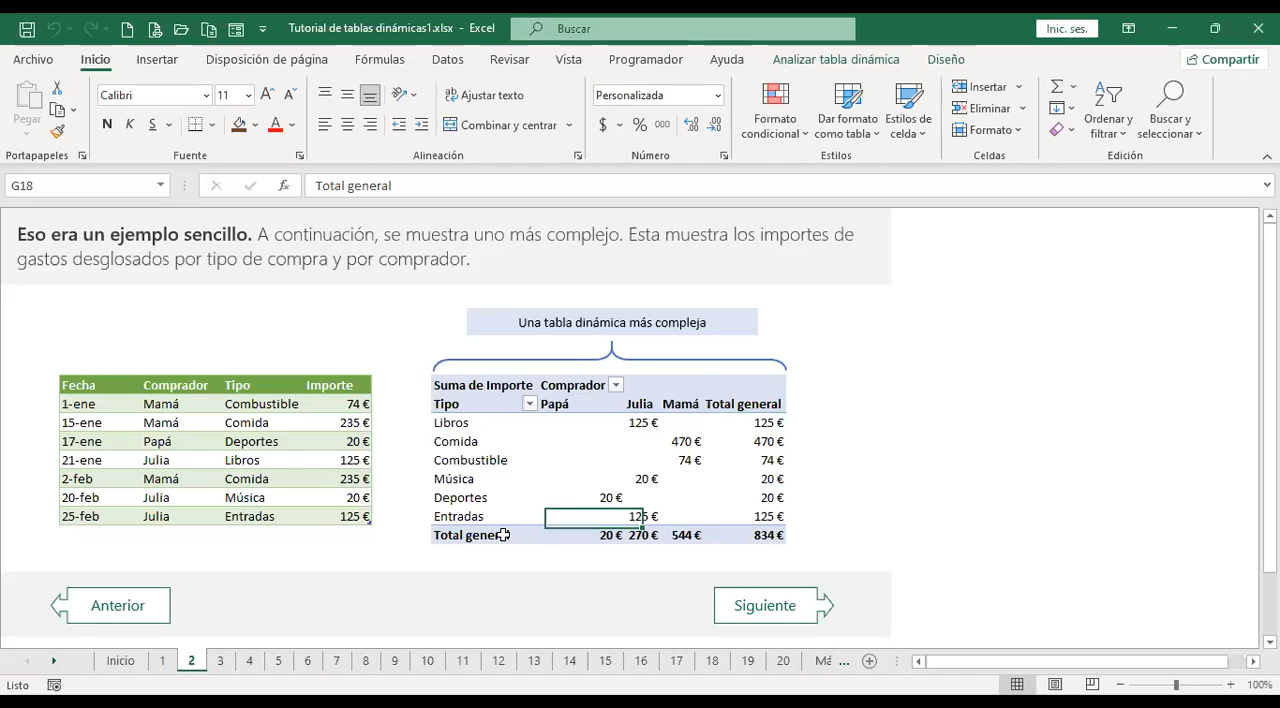 Tutorial de tablas dinámicas1.xlsx - Excel
Buscar
Inic. ses.
Archivo Inicio Insertar Disposición de página Fórmulas Datos Revisar Vista Programador Ayuda Analizar tabla dinámica Diseño Compartir
Pegar
Calibri 11
N K S
Ajustar texto
Combinar y centrar
Personalizada
$ % 000
Formato condicional
Dar formato como tabla
Estilos de celda
Insertar
Eliminar
Formato
Ordenar y filtrar
Buscar y seleccionar
Portapapeles Fuente Alineación Número Estilos Celdas Edición
G18 Total general
Eso era un ejemplo sencillo. A continuación, se muestra uno más complejo. Esta muestra los importes de
gastos desglosados por tipo de compra y por comprador.
Una tabla dinámica más compleja
Fecha Comprador Tipo Importe
1-ene Mamá Combustible 74 €
15-ene Mamá Comida 235 €
17-ene Papá Deportes 20 €
21-ene Julia Libros 125 €
2-feb Mamá Comida 235 €
20-feb Julia Música 20 €
25-feb Julia Entradas 125 €
Suma de Importe Comprador
Tipo Papá Julia Mamá Total general
Libros 125 € 125 €
Comida 470 € 470 €
Combustible 74 € 74 €
Música 20 € 20 €
Deportes 20 € 20 €
Entradas 125 € 125 €
Total gener 20 € 270 € 544 € 834 €
Anterior
Siguiente
Inicio 1 2 3 4 5 6 7 8 9 10 11 12 13 14 15 16 17 18 19 20 Má ...
Listo
100%